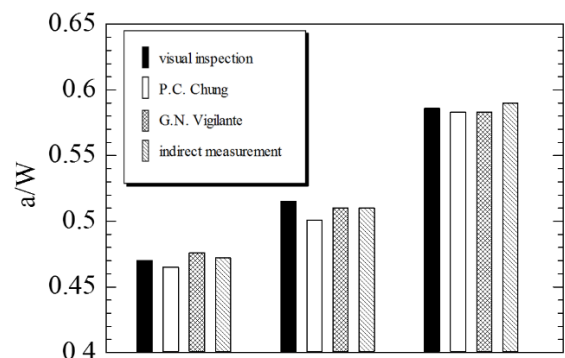 0.65
0.6
0.55
0.5
0.45
0.4
a/W
visual inspection
P.C. Chung
G.N. Vigilante
indirect measurement